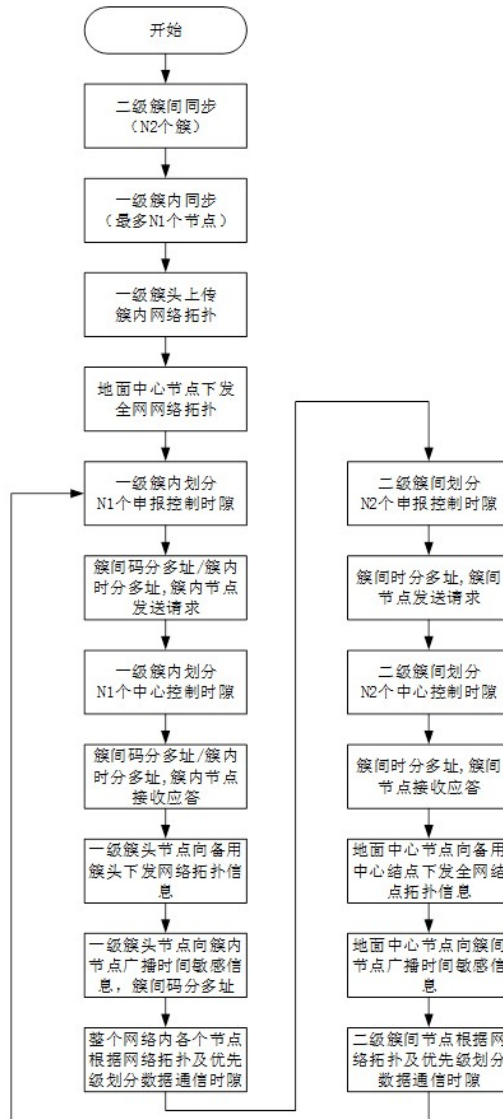 开始
二级簇间同步
（N2个簇）
一级簇内同步
（最多N1个节点）
一级簇头上传
簇内网络拓扑
地面中心节点下发
全网网络拓扑
一级簇内划分
N1个申报控制时隙
簇间码分多址/簇内
时分多址,簇内节点
发送请求
一级簇内划分
N1个中心控制时隙
簇间码分多址/簇内
时分多址,簇内节点
接收应答
一级簇头节点向备用
簇头下发网络拓扑信
息
一级簇头节点向簇内
节点广播时间敏感信
息，簇间码分多址
整个网络内各个节点
根据网络拓扑及优先
级划分数据通信时隙
二级簇间划分
N2个申报控制时隙
簇间时分多址,簇间
节点发送请求
二级簇间划分
N2个中心控制时隙
簇间时分多址,簇间
节点接收应答
地面中心节点向备用
中心结点下发全网结
点拓扑信息
地面中心节点向簇间
节点广播时间敏感信
息
二级簇间节点根据网
络拓扑及优先级划分
数据通信时隙